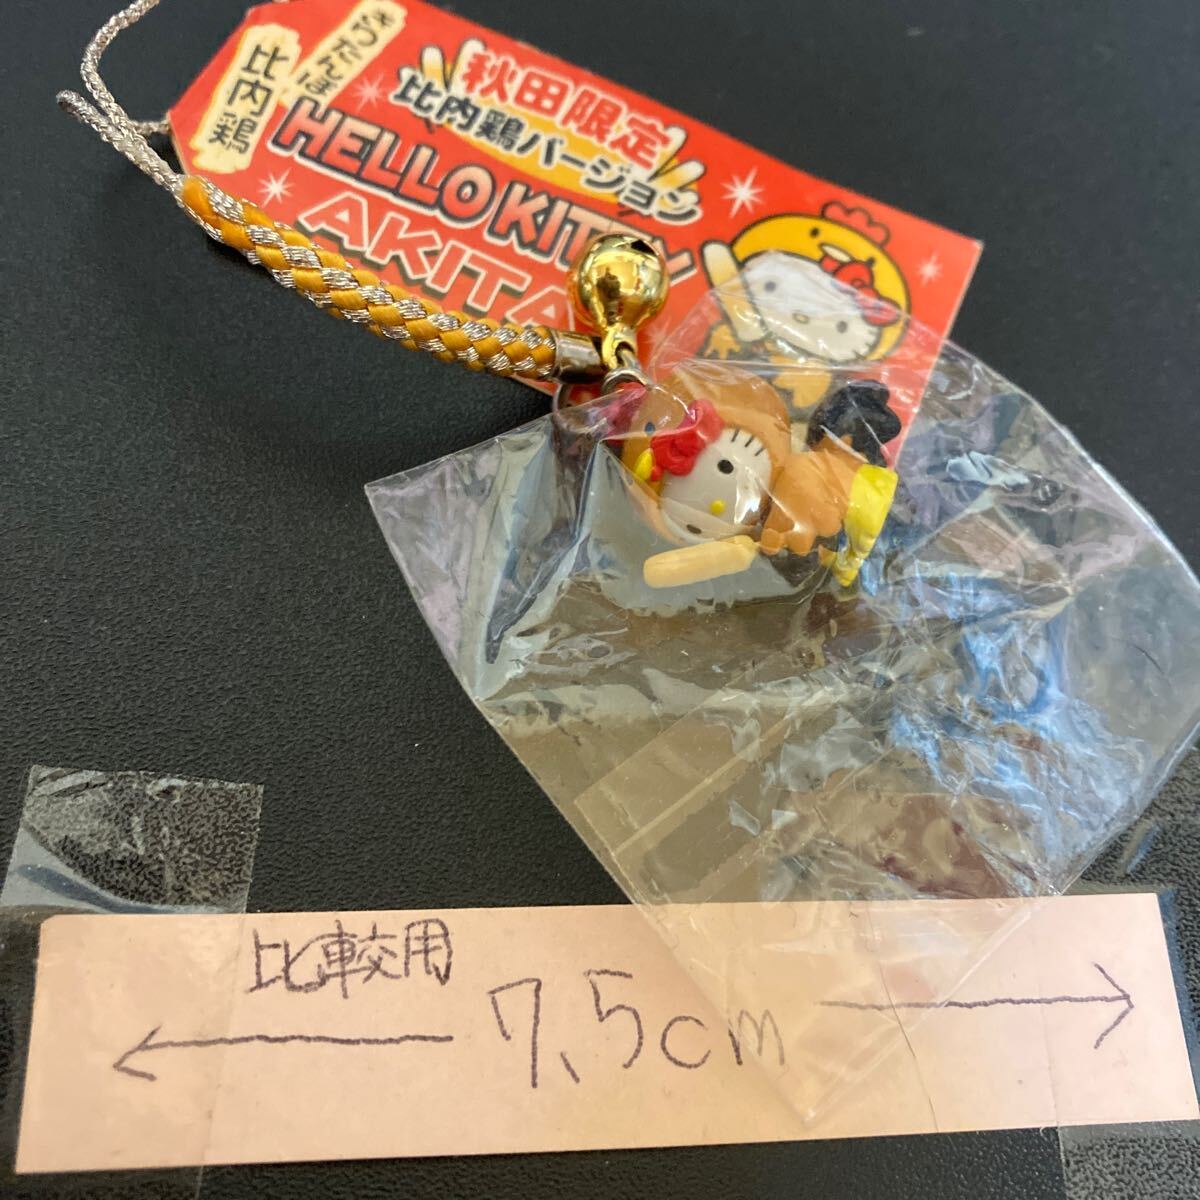 秋田限定
比内鶏バージョン
きりたんぽ
比内鶏
HELLO KITTY
AKITA
比較用
7.5cm